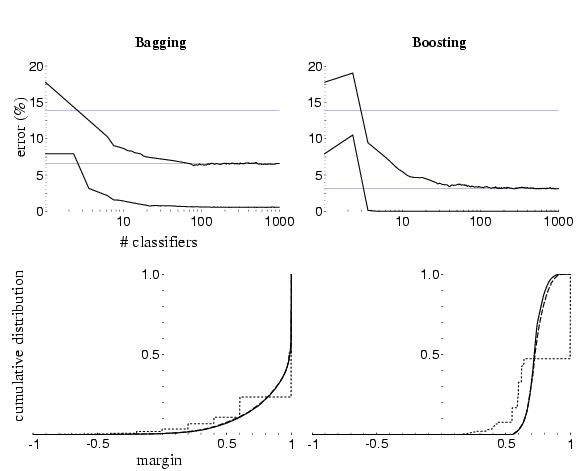 Bagging Boosting
20 20
15 15
10 10
5 5
0 0
error (%)
10 100 1000 10 100 1000
# classifiers
cumulative distribution
1.0 1.0
0.5 0.5
-1 -0.5 0.5 1 -1 -0.5 0.5 1
margin